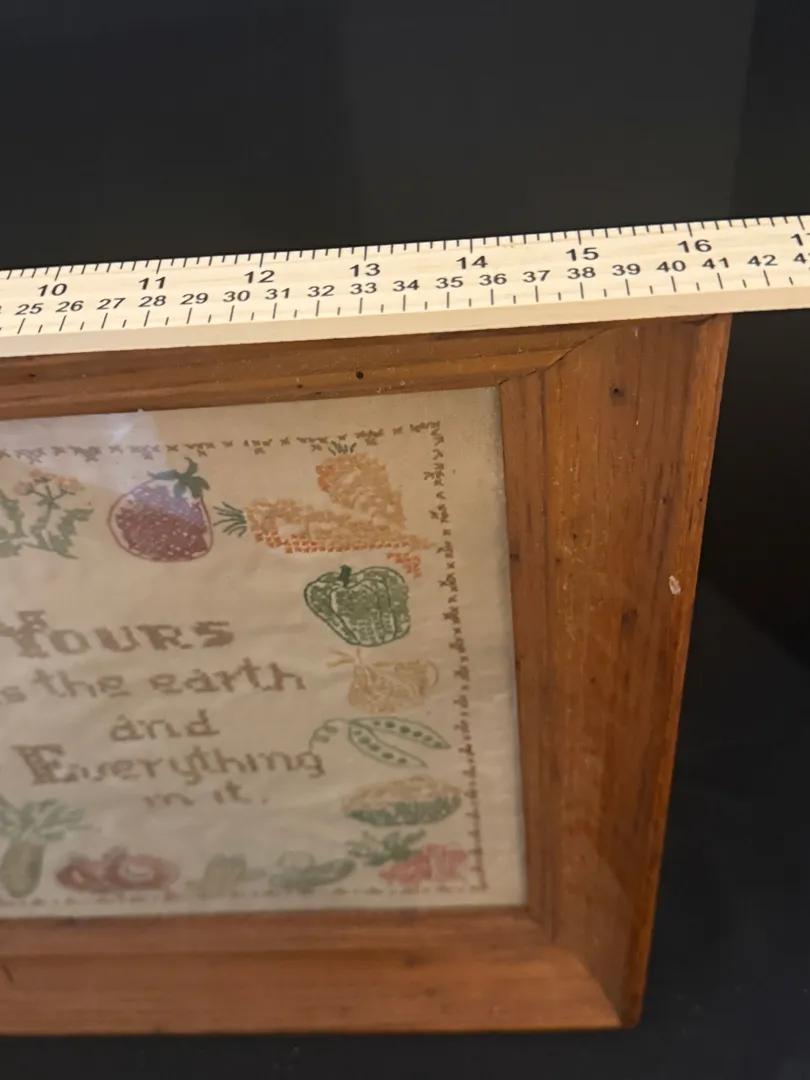 10 11 12 13 14 15 16
25 26 27 28 29 30 31 32 33 34 35 36 37 38 39 40 41 42
YOURS
is the earth
and
Everything
in it.